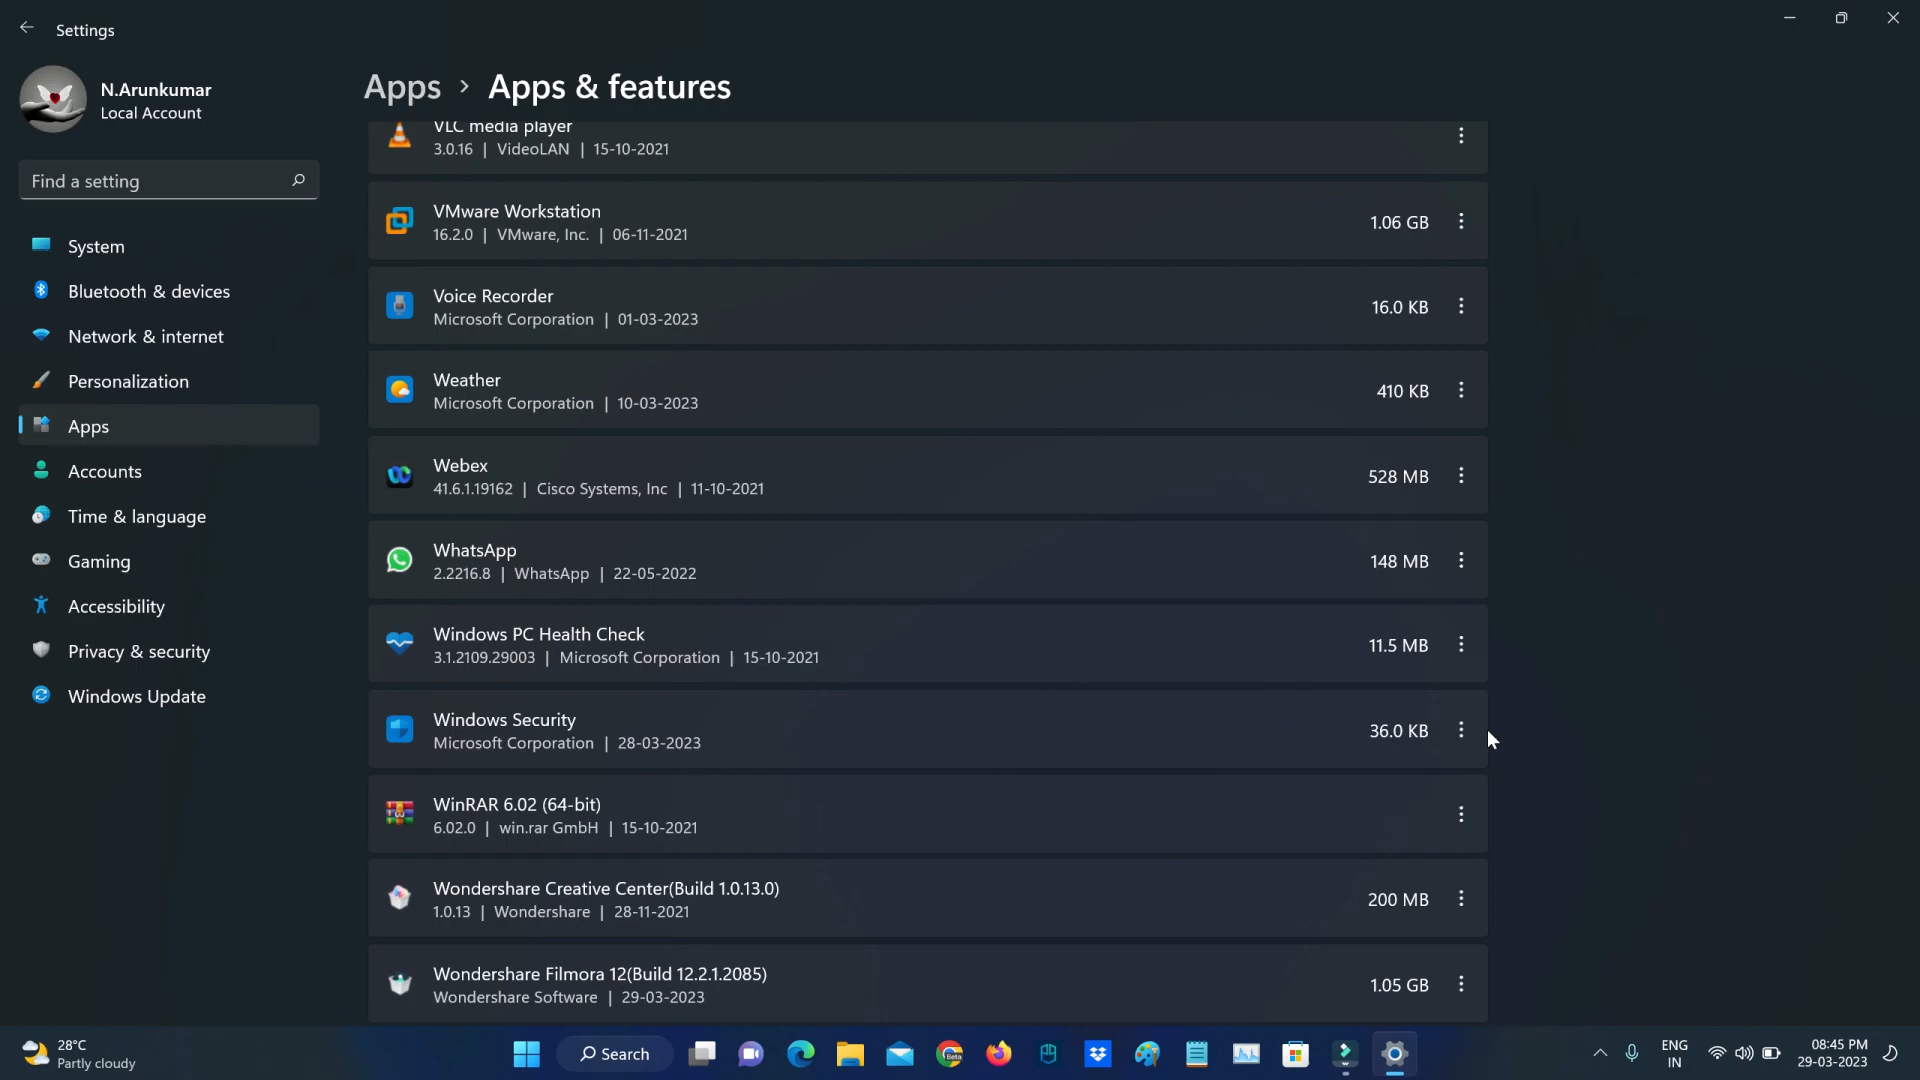 Settings
N.Arunkumar
Local Account
Find a setting
System
Bluetooth & devices
Network & internet
Personalization
Apps
Accounts
Time & language
Gaming
Accessibility
Privacy & security
Windows Update
Apps › Apps & features
VLC media player
3.0.16 | VideoLAN | 15-10-2021
VMware Workstation
16.2.0 | VMware, Inc. | 06-11-2021
1.06 GB
Voice Recorder
Microsoft Corporation | 01-03-2023
16.0 KB
Weather
Microsoft Corporation | 10-03-2023
410 KB
Webex
41.6.1.19162 | Cisco Systems, Inc | 11-10-2021
528 MB
WhatsApp
2.2216.8 | WhatsApp | 22-05-2022
148 MB
Windows PC Health Check
3.1.2109.29003 | Microsoft Corporation | 15-10-2021
11.5 MB
Windows Security
Microsoft Corporation | 28-03-2023
36.0 KB
WinRAR 6.02 (64-bit)
6.02.0 | win.rar GmbH | 15-10-2021
Wondershare Creative Center(Build 1.0.13.0)
1.0.13 | Wondershare | 28-11-2021
200 MB
Wondershare Filmora 12(Build 12.2.1.2085)
Wondershare Software | 29-03-2023
1.05 GB
28°C
Partly cloudy
Search
Beta
ENG
IN
08:45 PM
29-03-2023